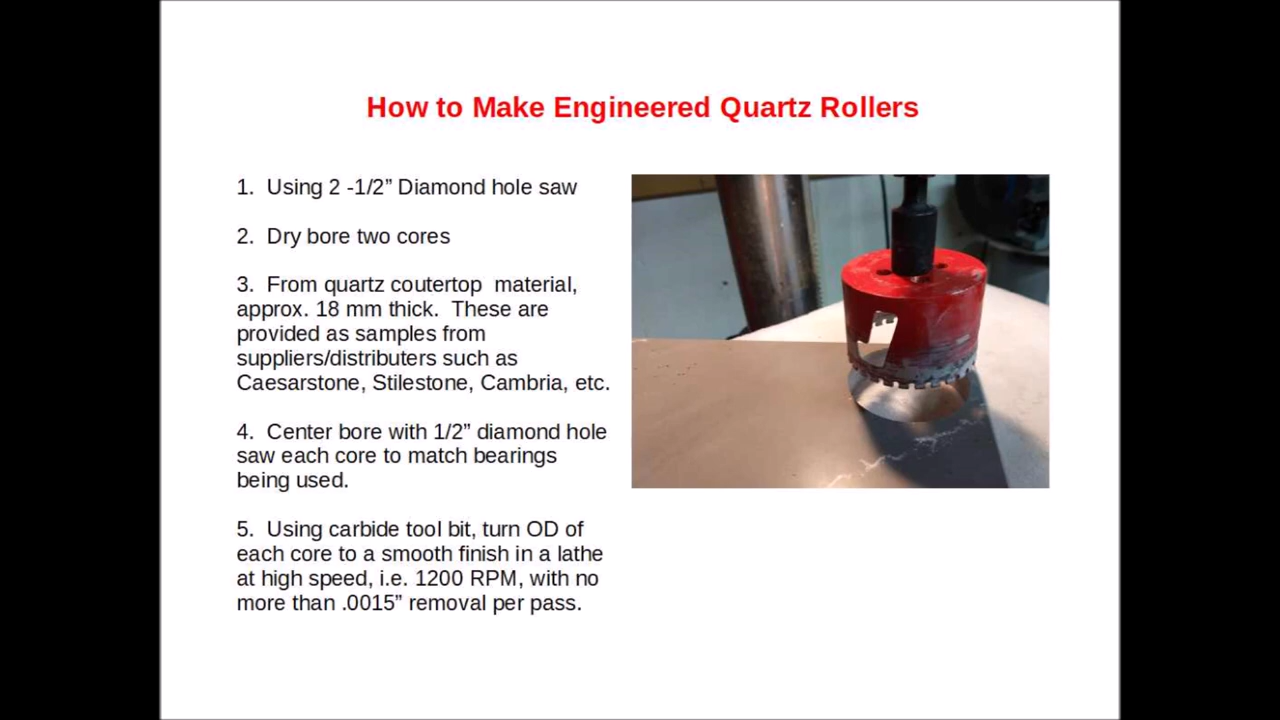 How to Make Engineered Quartz Rollers
1.  Using 2 -1/2” Diamond hole saw
2.  Dry bore two cores
3.  From quartz coutertop  material,
approx. 18 mm thick.  These are
provided as samples from
suppliers/distributers such as
Caesarstone, Stilestone, Cambria, etc.
4.  Center bore with 1/2” diamond hole
saw each core to match bearings
being used.
5.  Using carbide tool bit, turn OD of
each core to a smooth finish in a lathe
at high speed, i.e. 1200 RPM, with no
more than .0015” removal per pass.